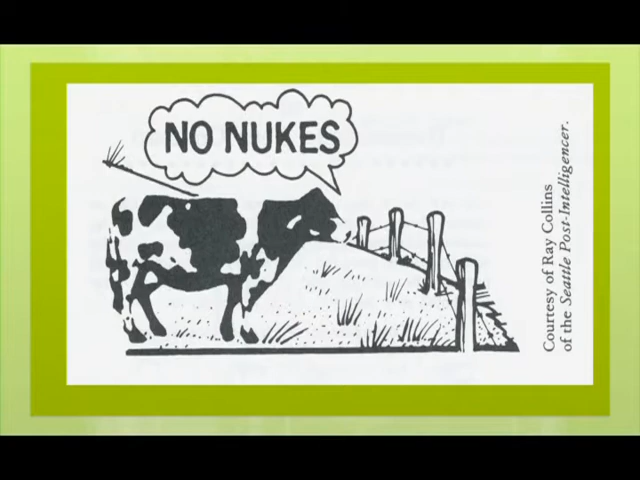 NO NUKES
Courtesy of Ray Collins
of the Seattle Post-Intelligencer.